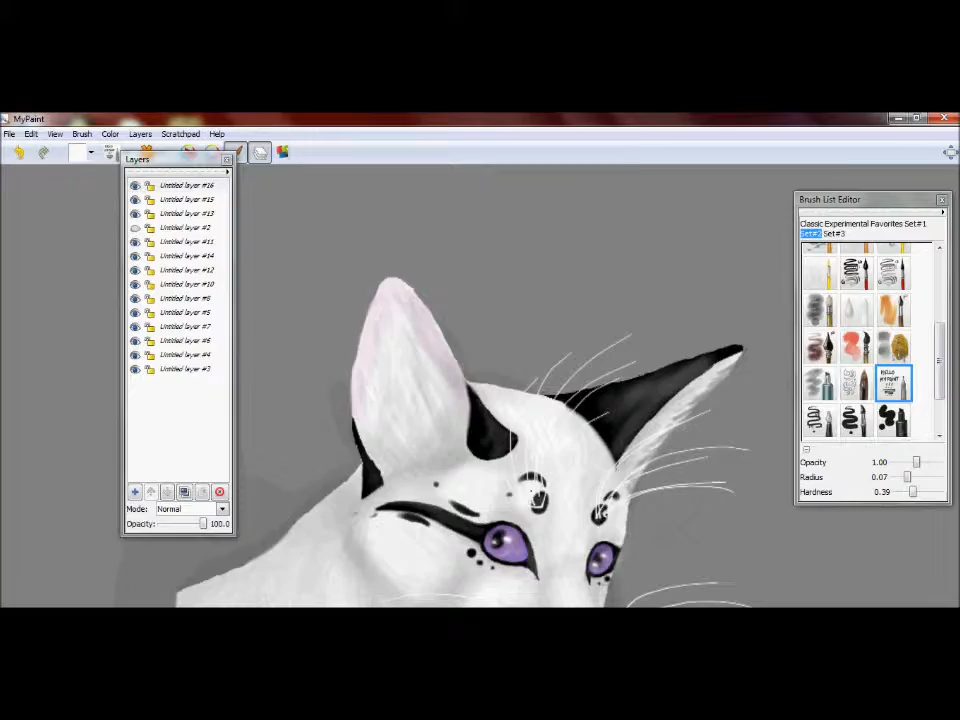 MyPaint
File Edit View Brush Color Layers Scratchpad Help
Layers
Untitled layer #16
Untitled layer #15
Untitled layer #13
Untitled layer #2
Untitled layer #11
Untitled layer #14
Untitled layer #12
Untitled layer #10
Untitled layer #8
Untitled layer #5
Untitled layer #7
Untitled layer #6
Untitled layer #4
Untitled layer #3
Mode: Normal
Opacity: 100.0
Brush List Editor
Classic Experimental Favorites Set#1
Set#2 Set#3
HELLO
MYPAINT
Opacity 1.00
Radius 0.07
Hardness 0.39